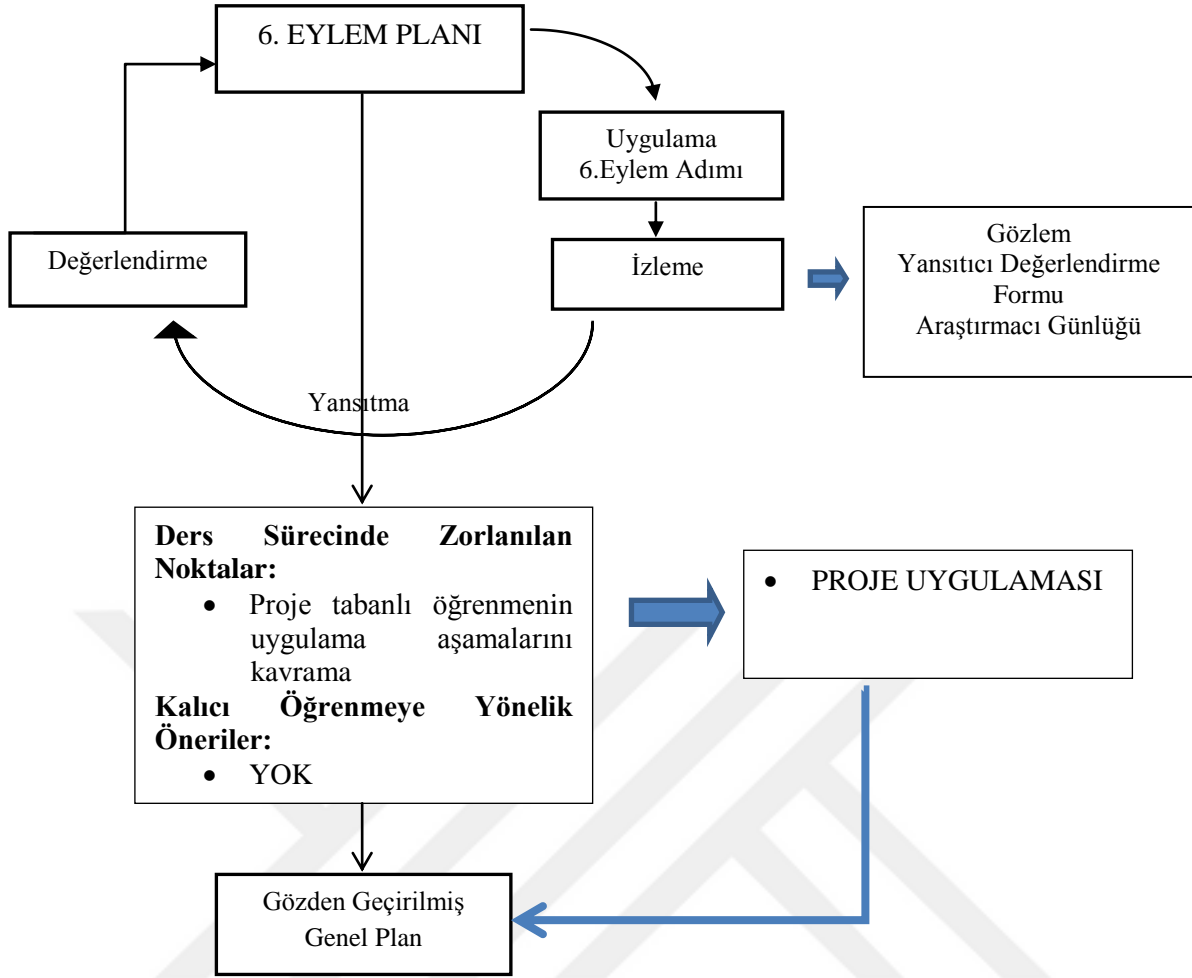 6. EYLEM PLANI
Uygulama
6.Eylem Adımı
Değerlendirme
İzleme
Gözlem
Yansıtıcı Değerlendirme
Formu
Araştırmacı Günlüğü
Yansıtma
Ders Sürecinde Zorlanılan
Noktalar:
• Proje tabanlı öğrenmenin
uygulama aşamalarını
kavrama
Kalıcı Öğrenmeye Yönelik
Öneriler:
• YOK
• PROJE UYGULAMASI
Gözden Geçirilmiş
Genel Plan